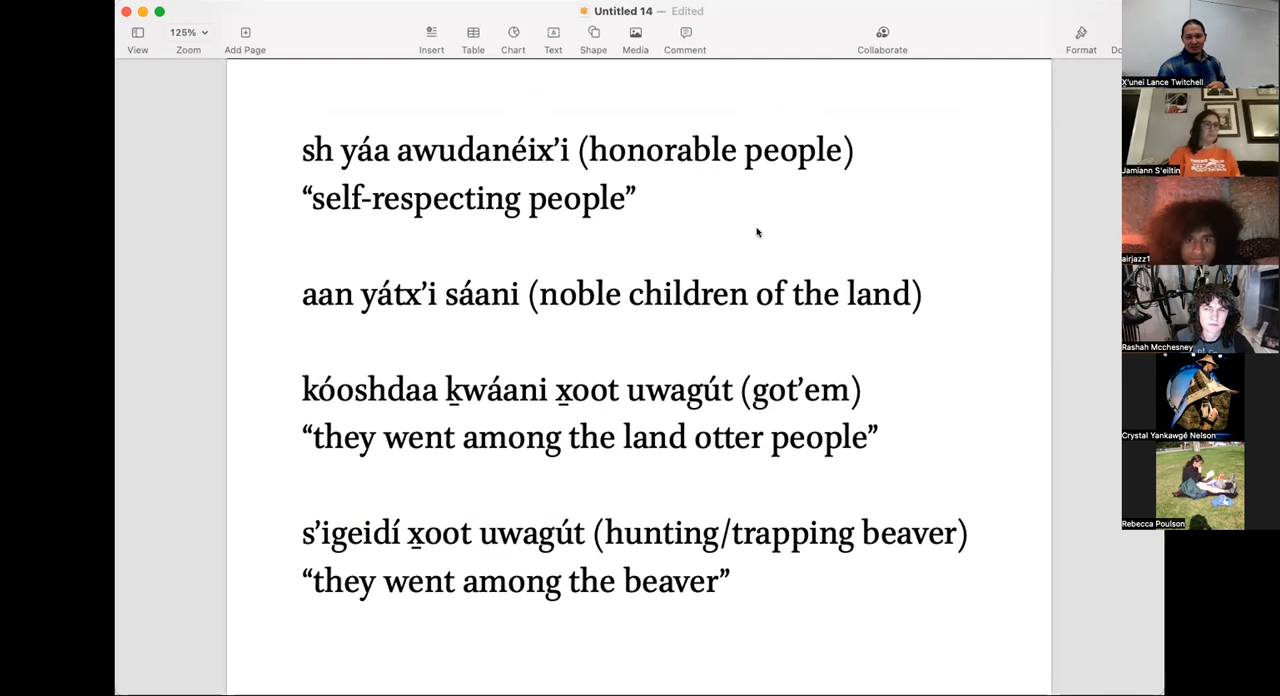 Untitled 14 — Edited
125%
View
Zoom
Add Page
Insert
Table
Chart
Text
Shape
Media
Comment
Collaborate
Format
sh yáa awudanéix’i (honorable people)
“self-respecting people”
aan yátx’i sáani (noble children of the land)
kóoshdaa ḵwáani x̱oot uwagút (got’em)
“they went among the land otter people”
s’igeidí x̱oot uwagút (hunting/trapping beaver)
“they went among the beaver”
X̱'unei Lance Twitchell
Jamiann S'eiltin
airjazz1
Rashah Mcchesney
Crystal Yankawgé Nelson
Rebecca Poulson